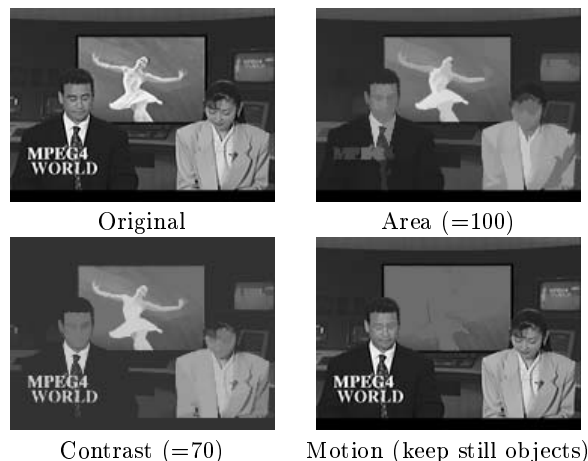 MPEG4
WORLD
Original
Area (=100)
MPEG4
WORLD
Contrast (=70)
MPEG4
WORLD
Motion (keep still objects)